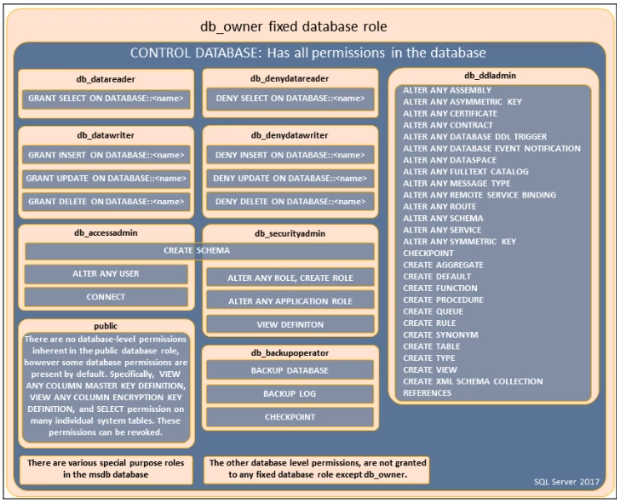 db_owner fixed database role
CONTROL DATABASE: Has all permissions in the database
db_datareader
GRANT SELECT ON DATABASE::<name>
db_denydatareader
DENY SELECT ON DATABASE::<name>
db_datawriter
GRANT INSERT ON DATABASE::<name>
GRANT UPDATE ON DATABASE::<name>
GRANT DELETE ON DATABASE::<name>
db_denydatawriter
DENY INSERT ON DATABASE::<name>
DENY UPDATE ON DATABASE::<name>
DENY DELETE ON DATABASE::<name>
db_accessadmin
db_securityadmin
CREATE SCHEMA
ALTER ANY USER
CONNECT
ALTER ANY ROLE, CREATE ROLE
ALTER ANY APPLICATION ROLE
VIEW DEFINITON
public
There are no database-level permissions
inherent in the public database role,
however some database permissions are
present by default. Specifically, VIEW
ANY COLUMN MASTER KEY DEFINITION,
VIEW ANY COLUMN ENCRYPTION KEY
DEFINITION, and SELECT permission on
many individual system tables. These
permissions can be revoked.
db_backupoperator
BACKUP DATABASE
BACKUP LOG
CHECKPOINT
db_ddladmin
ALTER ANY ASSEMBLY
ALTER ANY ASYMMETRIC KEY
ALTER ANY CERTIFICATE
ALTER ANY CONTRACT
ALTER ANY DATABASE DDL TRIGGER
ALTER ANY DATABASE EVENT NOTIFICATION
ALTER ANY DATASPACE
ALTER ANY FULLTEXT CATALOG
ALTER ANY MESSAGE TYPE
ALTER ANY REMOTE SERVICE BINDING
ALTER ANY ROUTE
ALTER ANY SCHEMA
ALTER ANY SERVICE
ALTER ANY SYMMETRIC KEY
CHECKPOINT
CREATE AGGREGATE
CREATE DEFAULT
CREATE FUNCTION
CREATE PROCEDURE
CREATE QUEUE
CREATE RULE
CREATE SYNONYM
CREATE TABLE
CREATE TYPE
CREATE VIEW
CREATE XML SCHEMA COLLECTION
REFERENCES
There are various special purpose roles
in the msdb database
The other database level permissions, are not granted
to any fixed database role except db_owner.
SQL Server 2017